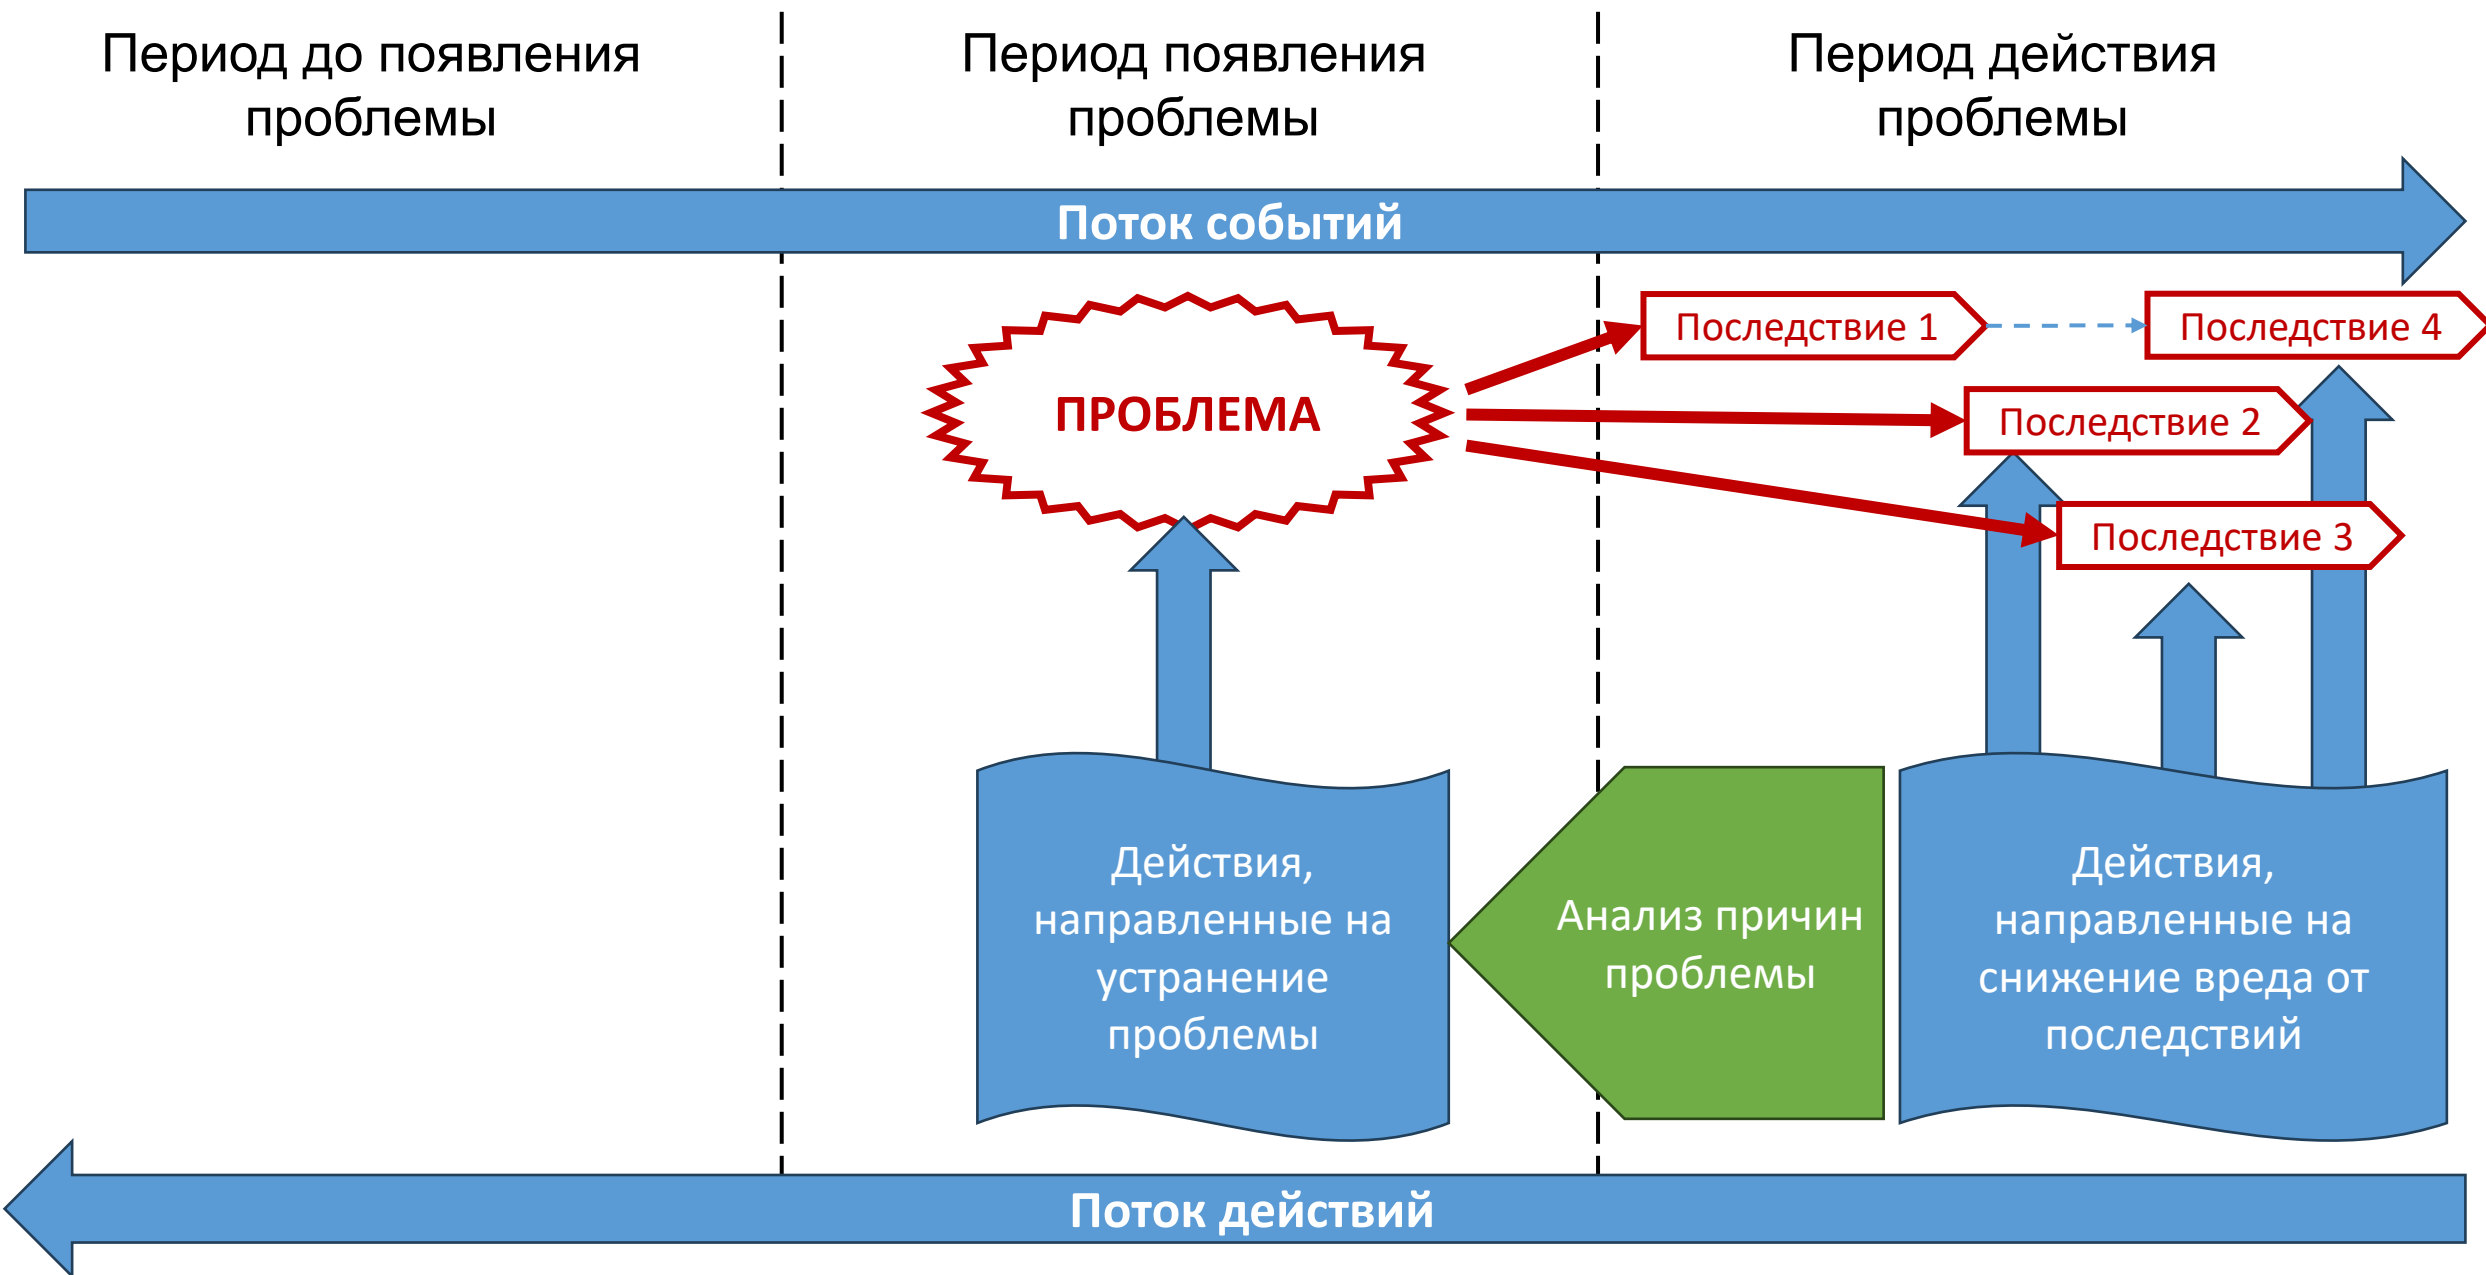 Период до появления
проблемы
Период появления
проблемы
Период действия
проблемы
Поток событий
ПРОБЛЕМА
Последствие 1
Последствие 4
Последствие 2
Последствие 3
Действия,
направленные на
устранение
проблемы
Анализ причин
проблемы
Действия,
направленные на
снижение вреда от
последствий
Поток действий